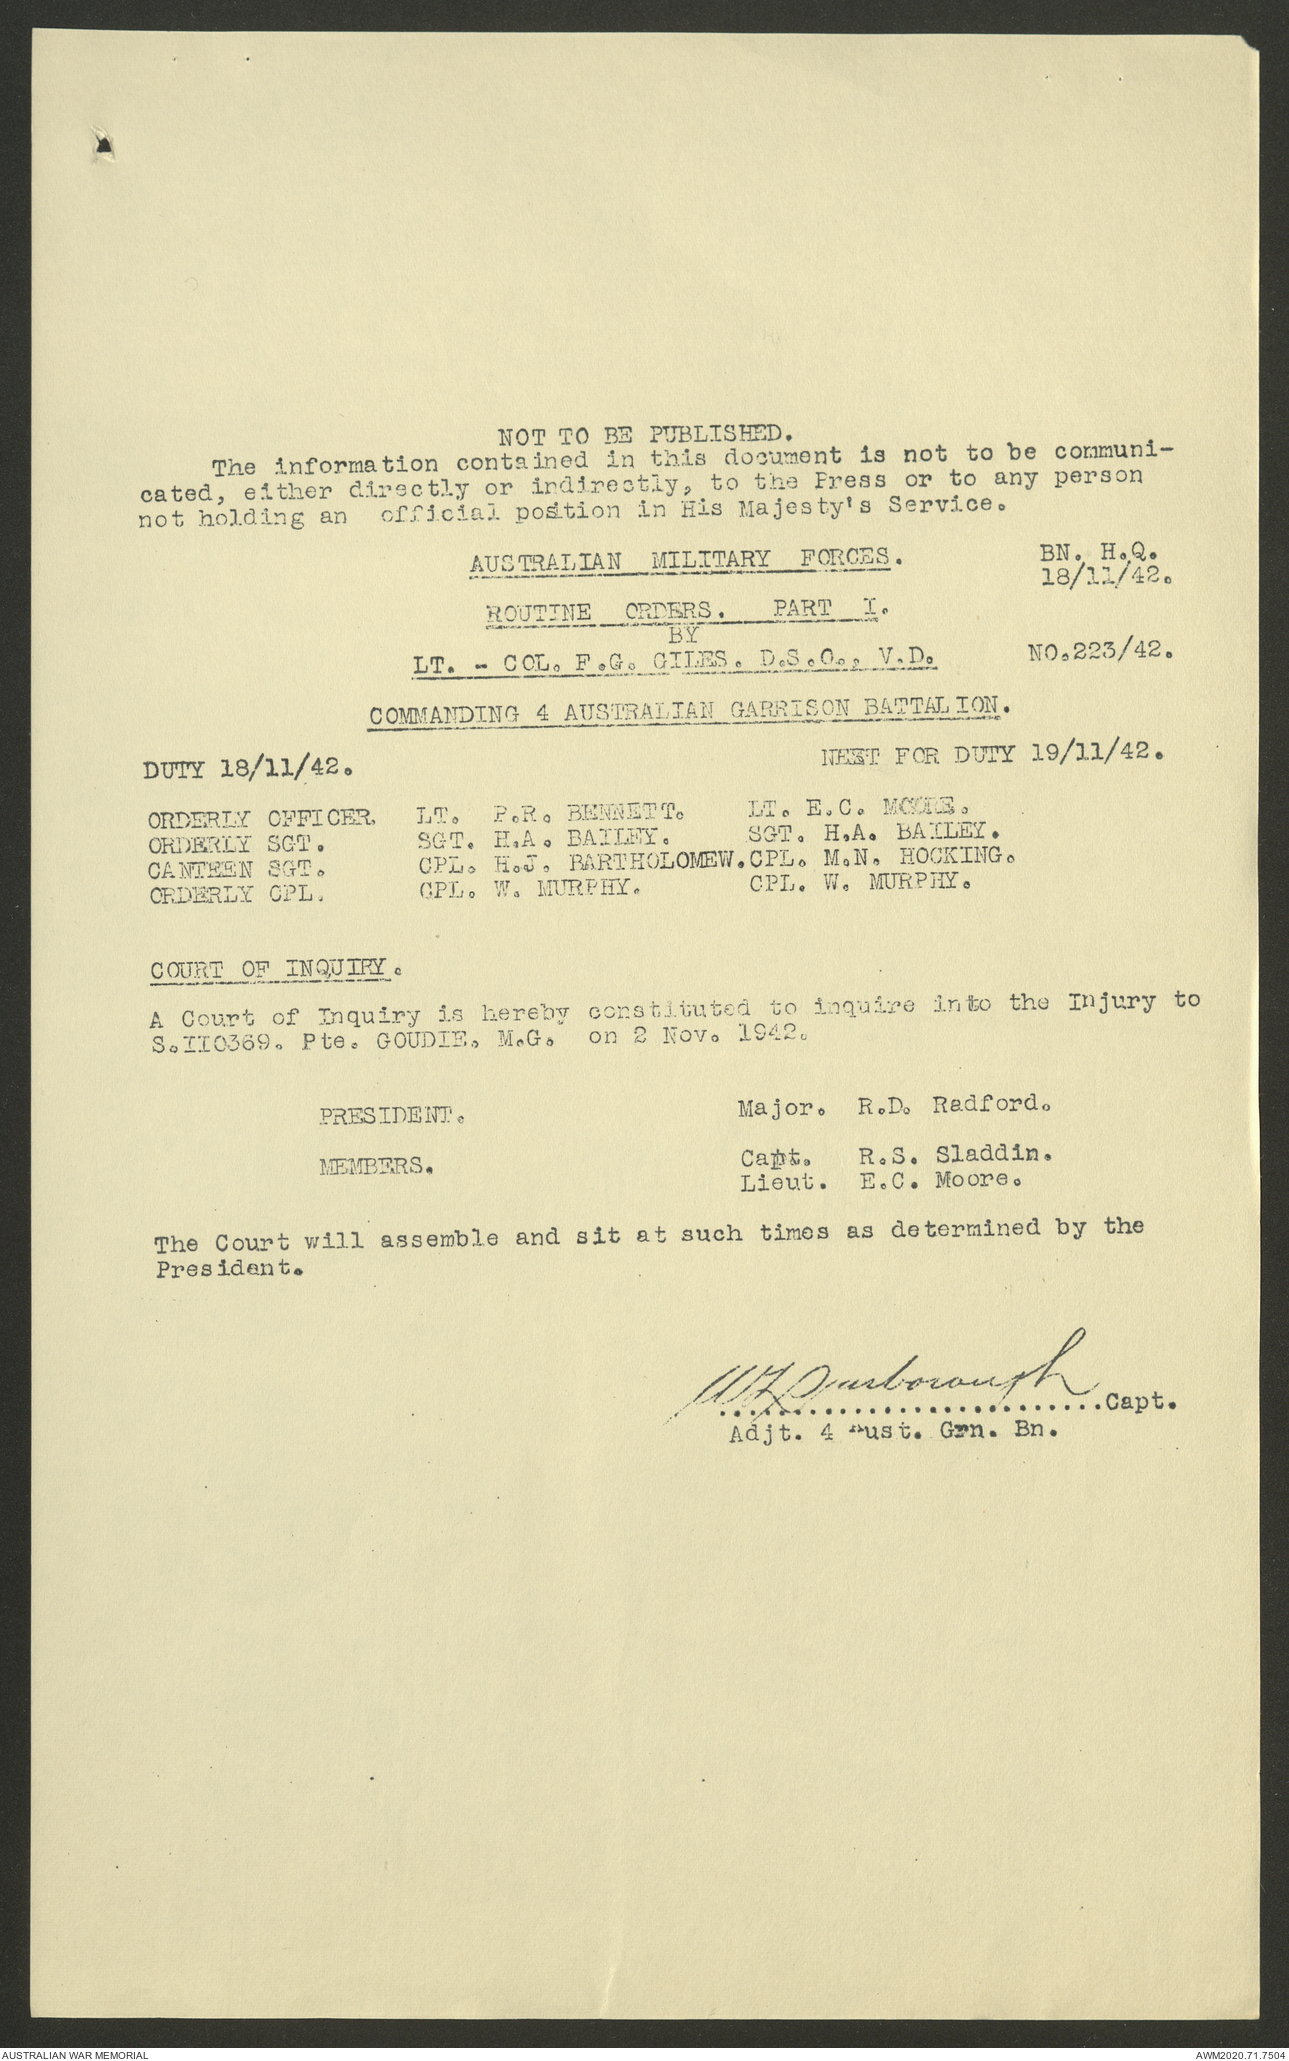 NOT TO BE PUBLISHED.
The information contained in this document is not to be communi-
cated, either directly or indirectly, to the Press or to any person
not holding an official position in His Majesty's Service.
AUSTRALIAN MILITARY FORCES. BN. H.Q.
18/11/42.
ROUTINE ORDERS. PART I.
BY
LT. - COL. F.G. GILES. D.S.O., V.D. NO.223/42.
COMMANDING 4 AUSTRALIAN GARRISON BATTALION.
DUTY 18/11/42. NEXT FOR DUTY 19/11/42.
ORDERLY OFFICER. LT. P.R. BENNETT. LT. E.C. MOORE.
ORDERLY SGT. SGT. H.A. BAILEY. SGT. H.A. BAILEY.
CANTEEN SGT. CPL. H.J. BARTHOLOMEW. CPL. M.N. HOCKING.
ORDERLY CPL. CPL. W. MURPHY. CPL. W. MURPHY.
COURT OF INQUIRY.
A Court of Inquiry is hereby constituted to inquire into the Injury to
S.II0369. Pte. GOUDIE. M.G. on 2 Nov. 1942.
PRESIDENT. Major. R.D. Radford.
MEMBERS. Capt. R.S. Sladdin.
Lieut. E.C. Moore.
The Court will assemble and sit at such times as determined by the
President.
..........................Capt.
Adjt. 4 Aust. Grn. Bn.
AUSTRALIAN WAR MEMORIAL AWM2020.71.7504